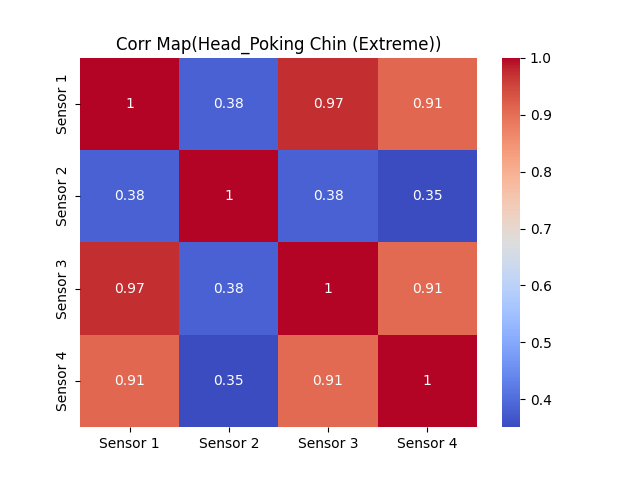 Corr Map(Head_Poking Chin (Extreme))
Sensor 1
1
0.38
0.97
0.91
Sensor 2
0.38
1
0.38
0.35
Sensor 3
0.97
0.38
1
0.91
Sensor 4
0.91
0.35
0.91
1
Sensor 1
Sensor 2
Sensor 3
Sensor 4
1.0
0.9
0.8
0.7
0.6
0.5
0.4